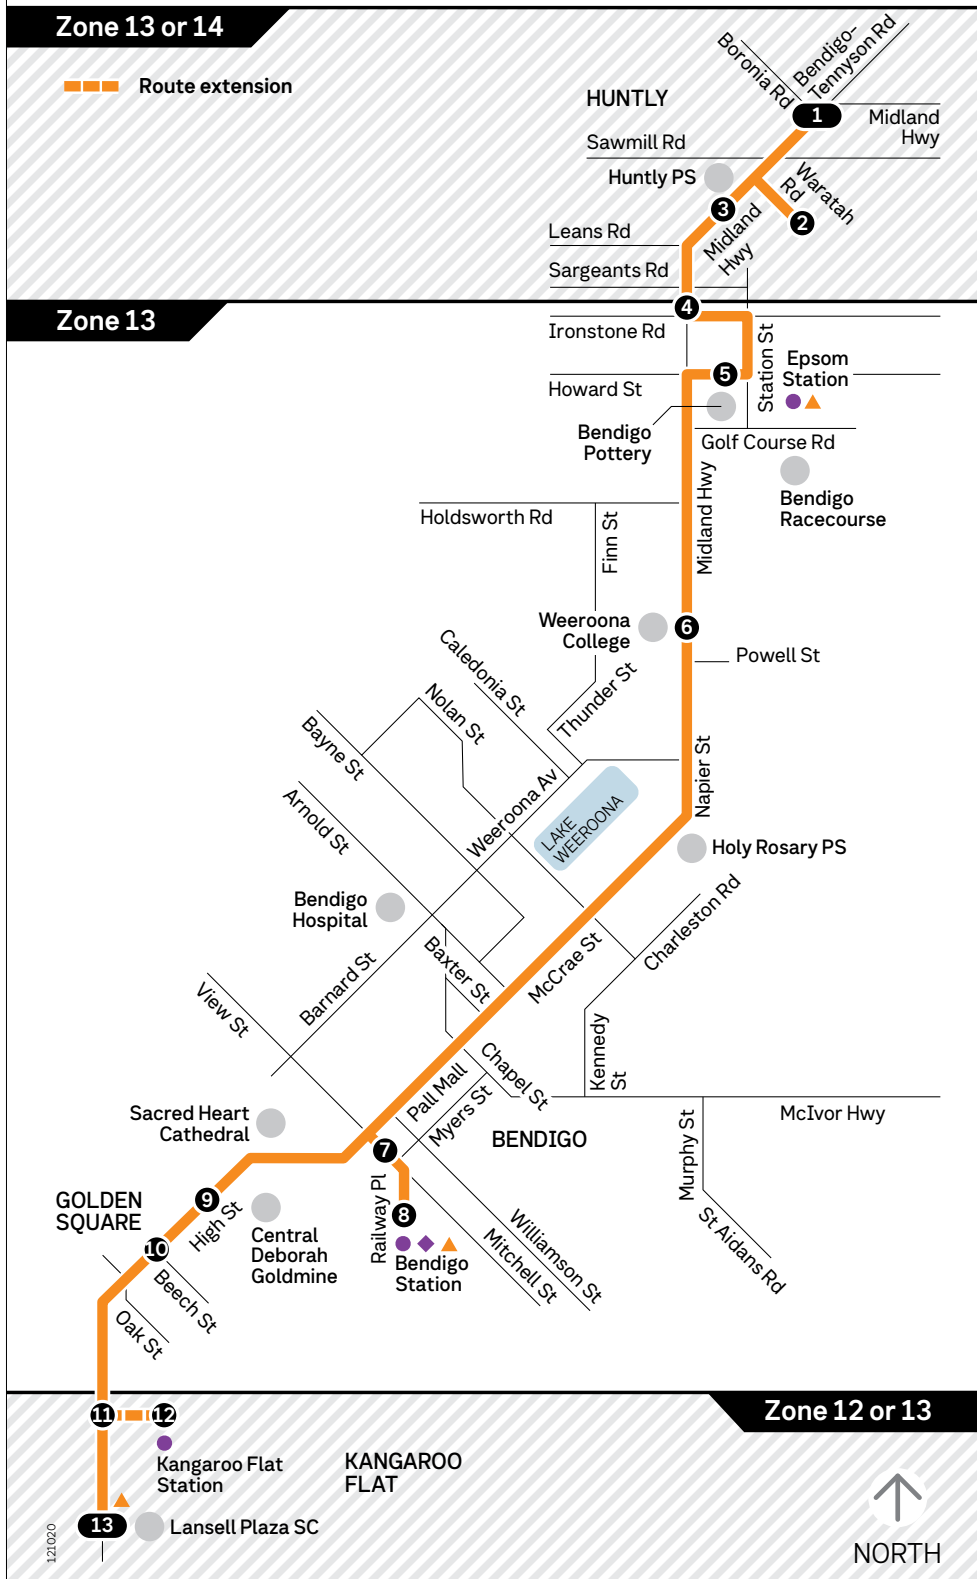 Zone 13 or 14
Route extension
Boronia Rd
Bendigo-
Tennyson Rd
HUNTLY
1
Midland
Hwy
Sawmill Rd
Huntly PS
Waratah
Rd
3
2
Midland
Hwy
Leans Rd
Sargeants Rd
Zone 13
4
Ironstone Rd
Station St
Epsom
Station
5
Howard St
Bendigo
Pottery
Golf Course Rd
Midland Hwy
Bendigo
Racecourse
Holdsworth Rd
Finn St
Weeroona
College
6
Powell St
Caledonia St
Thunder St
Nolan St
Bayne St
Napier St
Weeroona Av
Arnold St
LAKE
WEEROONA
Holy Rosary PS
Bendigo
Hospital
Charleston Rd
Baxter St
McCrae St
Barnard St
View St
Kennedy
St
Chapel St
Pall Mall
Myers St
McIvor Hwy
Sacred Heart
Cathedral
BENDIGO
Murphy St
7
GOLDEN
SQUARE
9
High St
Railway Pl
8
Central
Deborah
Goldmine
Bendigo
Station
Williamson St
Mitchell St
St Aidans Rd
10
Beech St
Oak St
Zone 12 or 13
11
12
Kangaroo Flat
Station
KANGAROO
FLAT
13
Lansell Plaza SC
121020
NORTH